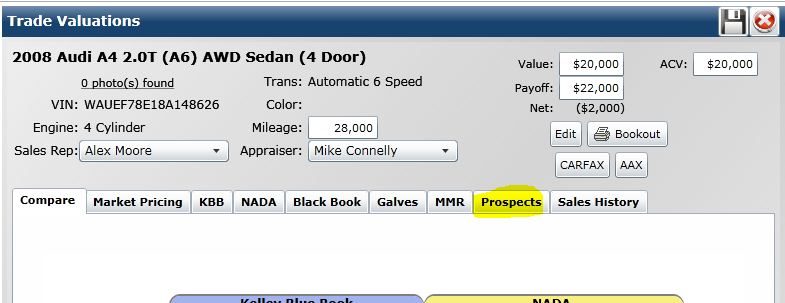 Trade Valuations
2008 Audi A4 2.0T (A6) AWD Sedan (4 Door)
0 photo(s) found
Trans: Automatic 6 Speed
VIN: WAUEF78E18A148626
Color:
Engine: 4 Cylinder
Mileage: 28,000
Sales Rep: Alex Moore
Appraiser: Mike Connelly
Value: $20,000
ACV: $20,000
Payoff: $22,000
Net: ($2,000)
Edit
Bookout
CARFAX
AAX
Compare
Market Pricing
KBB
NADA
Black Book
Galves
MMR
Prospects
Sales History
Kelley Blue Book
NADA